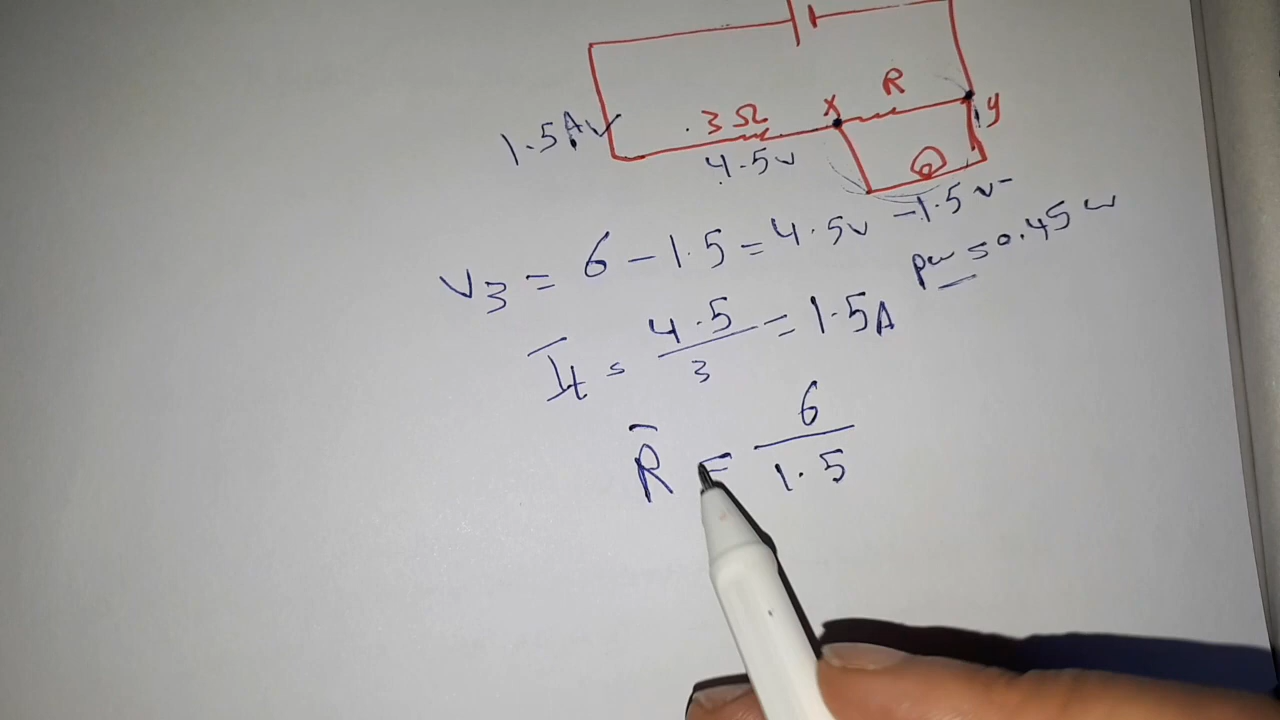 R
3Ω X
y
1.5A
4.5v
-1.5v
V3 = 6 - 1.5 = 4.5v
pw = 0.45w
It = 4.5/3 = 1.5A
R = 6/1.5